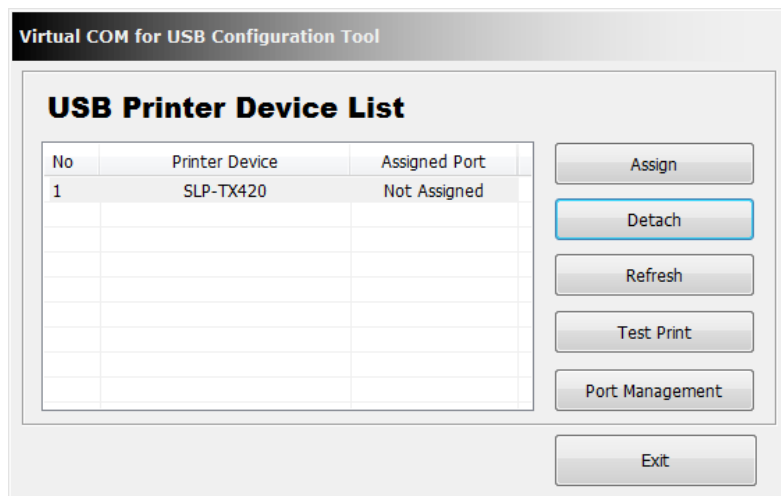 Virtual COM for USB Configuration Tool
USB Printer Device List
No Printer Device Assigned Port
1 SLP-TX420 Not Assigned
Assign
Detach
Refresh
Test Print
Port Management
Exit